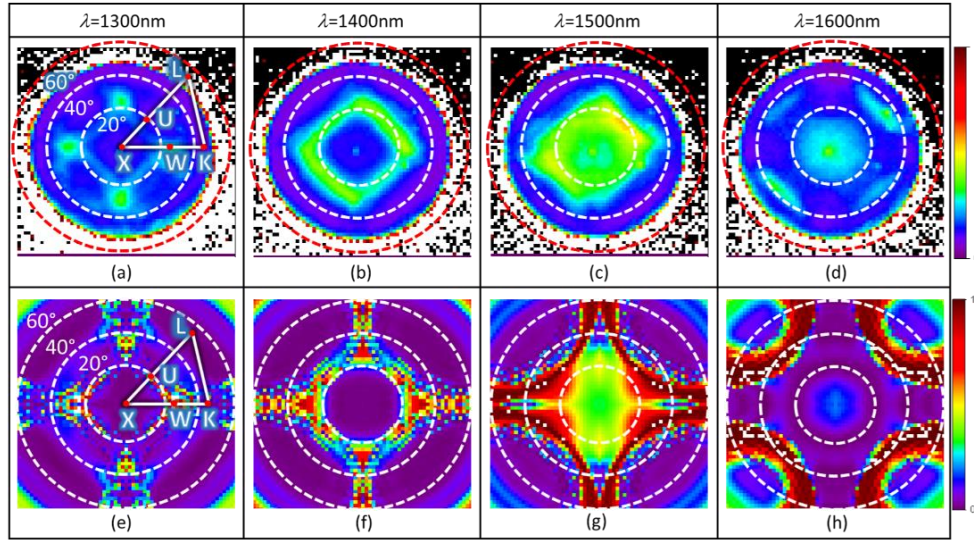 λ=1300nm λ=1400nm λ=1500nm λ=1600nm
60° L
40°
20° U
X W K
(a) (b) (c) (d)
60° L 1
40°
20° U
X W K
0
(e) (f) (g) (h)